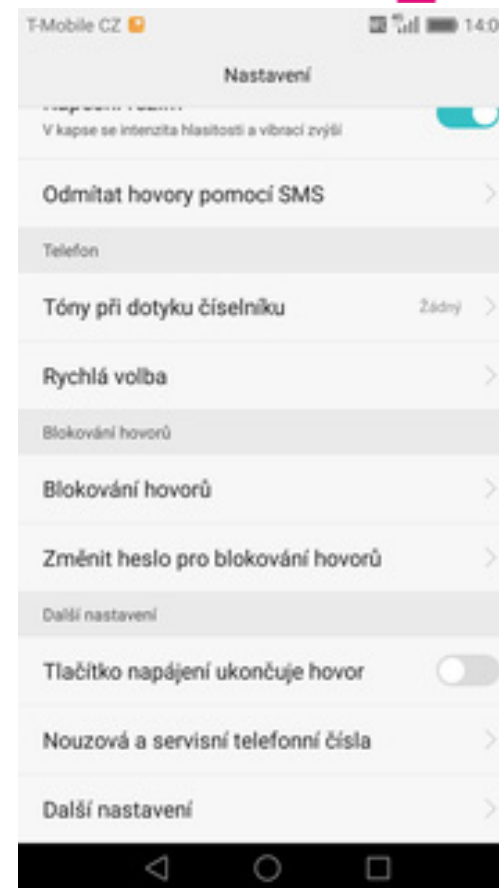 T-Mobile CZ
14:0
Nastavení
V kapse se intenzita hlasitosti a vibrací zvýší
Odmítat hovory pomocí SMS
Telefon
Tóny při dotyku číselníku Žádný
Rychlá volba
Blokování hovorů
Blokování hovorů
Změnit heslo pro blokování hovorů
Další nastavení
Tlačítko napájení ukončuje hovor
Nouzová a servisní telefonní čísla
Další nastavení